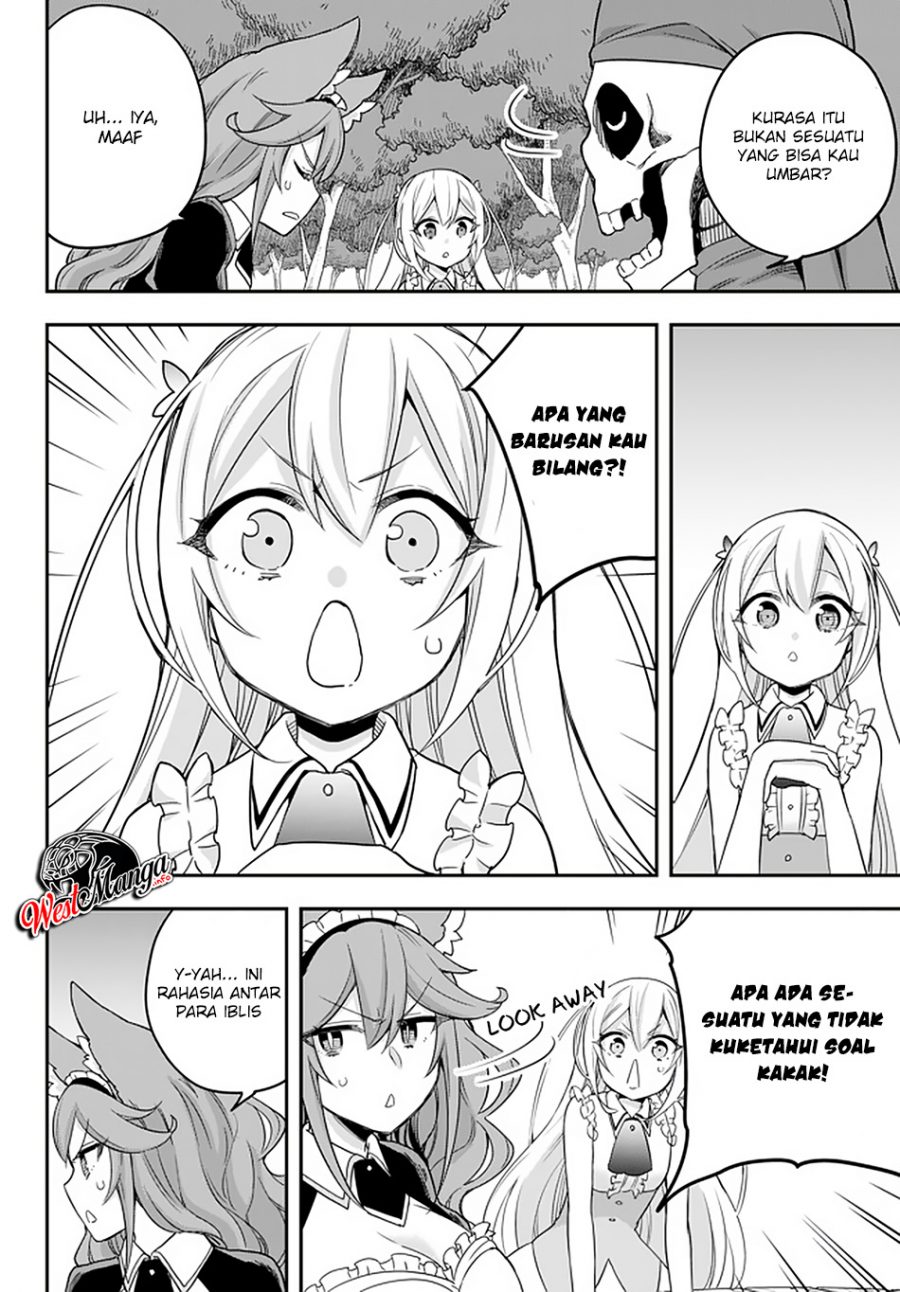 KURASA ITU
BUKAN SESUATU
YANG BISA KAU
UMBAR?
UH... IYA,
MAAF
APA YANG
BARUSAN KAU
BILANG?!
APA ADA SE-
SUATU YANG TIDAK
KUKETAHUI SOAL
KAKAK!
LOOK AWAY
Y-YAH... INI
RAHASIA ANTAR
PARA IBLIS
WestManga
.info